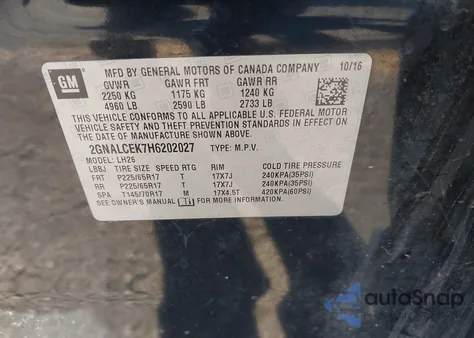 GM
MFD BY GENERAL MOTORS OF CANADA COMPANY 10/16
GVWR GAWR FRT GAWR RR
2250 KG 1175 KG 1240 KG
4960 LB 2590 LB 2733 LB
THIS VEHICLE CONFORMS TO ALL APPLICABLE U.S. FEDERAL MOTOR
VEHICLE SAFETY AND THEFT PREVENTION STANDARDS IN EFFECT ON THE
DATE OF MANUFACTURE SHOWN ABOVE.
2GNALCEK7H6202027 TYPE: M.P.V.
MODEL: LH26
LBBJ TIRE SIZE SPEED RTG RIM COLD TIRE PRESSURE
FRT P225/65R17 T 17X7J 240KPA(35PSI)
RR P225/65R17 T 17X7J 240KPA(35PSI)
SPA T145/70R17 M 17X4.5T 420KPA(60PSI)
SEE OWNER'S MANUAL FOR MORE INFORMATION.
autoSnap